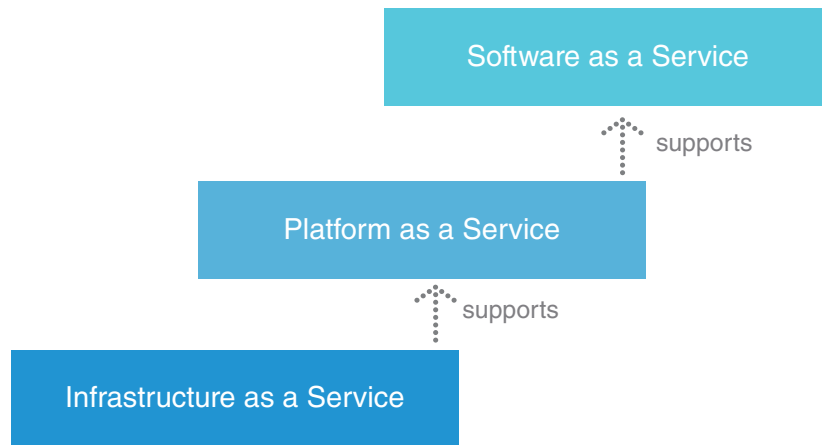 Software as a Service
supports
Platform as a Service
supports
Infrastructure as a Service